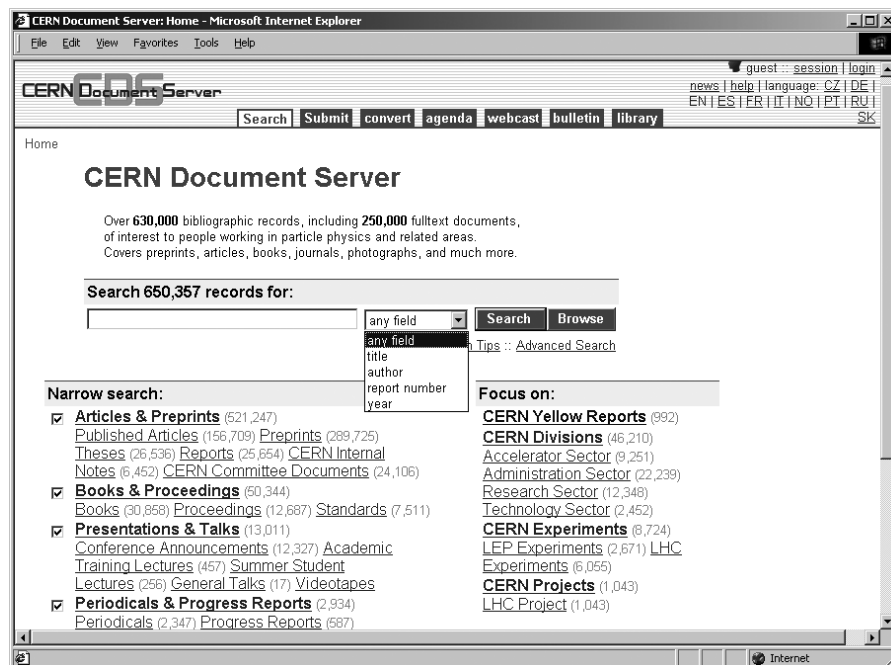 CERN Document Server: Home - Microsoft Internet Explorer
File Edit View Favorites Tools Help
guest :: session | login
CDS
CERN Document Server
news | help | language: CZ | DE |
EN | ES | FR | IT | NO | PT | RU |
SK
Search Submit convert agenda webcast bulletin library
Home
CERN Document Server
Over 630,000 bibliographic records, including 250,000 fulltext documents,
of interest to people working in particle physics and related areas.
Covers preprints, articles, books, journals, photographs, and much more.
Search 650,357 records for:
any field Search Browse
any field
Tips :: Advanced Search
title
author
report number
year
Narrow search:
Articles & Preprints (521,247)
Published Articles (156,709) Preprints (289,725)
Theses (26,536) Reports (25,654) CERN Internal
Notes (6,452) CERN Committee Documents (24,106)
Books & Proceedings (50,344)
Books (30,858) Proceedings (12,687) Standards (7,511)
Presentations & Talks (13,011)
Conference Announcements (12,327) Academic
Training Lectures (457) Summer Student
Lectures (256) General Talks (17) Videotapes
Periodicals & Progress Reports (2,934)
Periodicals (2,347) Progress Reports (587)
Focus on:
CERN Yellow Reports (992)
CERN Divisions (46,210)
Accelerator Sector (9,251)
Administration Sector (22,239)
Research Sector (12,348)
Technology Sector (2,452)
CERN Experiments (8,724)
LEP Experiments (2,671) LHC
Experiments (6,055)
CERN Projects (1,043)
LHC Project (1,043)
Internet